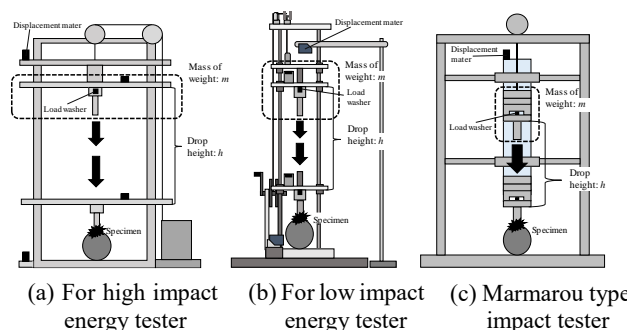 Displacement mater
Mass of
weight: m
Load washer
Drop
height: h
Specimen
(a) For high impact
energy tester
Displacement
mater
Mass of
weight: m
Load washer
Drop
height: h
Specimen
(b) For low impact
energy tester
Displacement
mater
Mass of
weight: m
Load washer
Drop
height: h
Specimen
(c) Marmarou type
impact tester